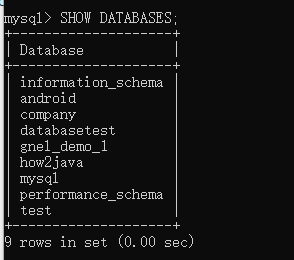 mysql> SHOW DATABASES;
+--------------------+
| Database           |
+--------------------+
| information_schema |
| android            |
| company            |
| databasetest       |
| gnel_demo_1        |
| how2java           |
| mysql              |
| performance_schema |
| test               |
+--------------------+
9 rows in set (0.00 sec)